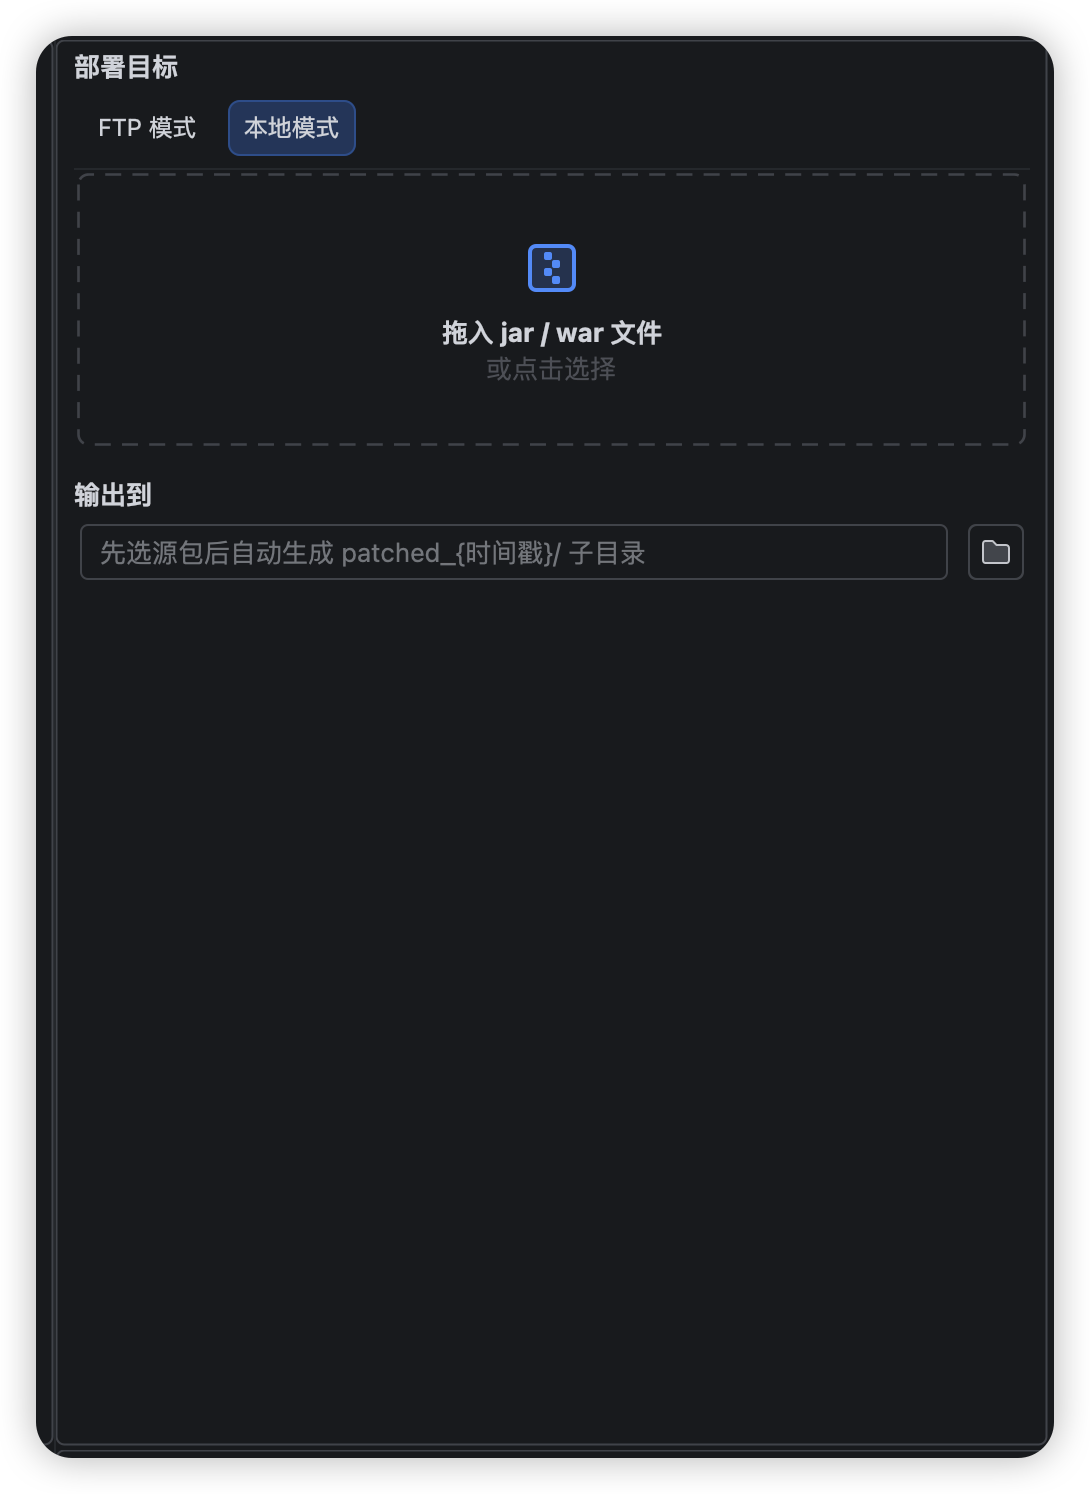 部署目标
FTP 模式
本地模式
拖入 jar / war 文件
或点击选择
输出到
先选源包后自动生成 patched_{时间戳}/ 子目录